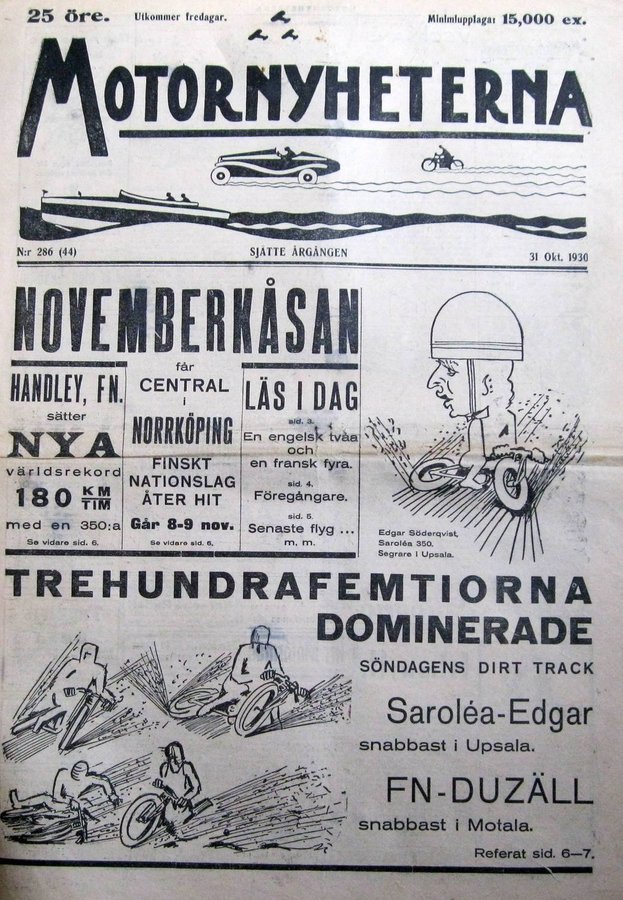 25 öre.
Utkommer fredagar.
Minimiupplaga: 15,000 ex.
MOTORNYHETERNA
N:r 286 (44)
SJÄTTE ÅRGÅNGEN
31 Okt. 1930
NOVEMBERKÅSAN
HANDLEY, FN.
sätter
NYA
världsrekord
180 KM
TIM
med en 350:a
Se vidare sid. 6.
får
CENTRAL
i
NORRKÖPING
FINSKT
NATIONSLAG
ÅTER HIT
Går 8-9 nov.
Se vidare sid. 6.
LÄS I DAG
sid. 3.
En engelsk tvåa
och
en fransk fyra.
sid. 4.
Föregångare.
sid. 5.
Senaste flyg ...
m. m.
Edgar Söderqvist,
Saroléa 350.
Segrare i Upsala.
TREHUNDRAFEMTIORNA
DOMINERADE
SÖNDAGENS DIRT TRACK
Saroléa-Edgar
snabbast i Upsala.
FN-DUZÄLL
snabbast i Motala.
Referat sid. 6—7.